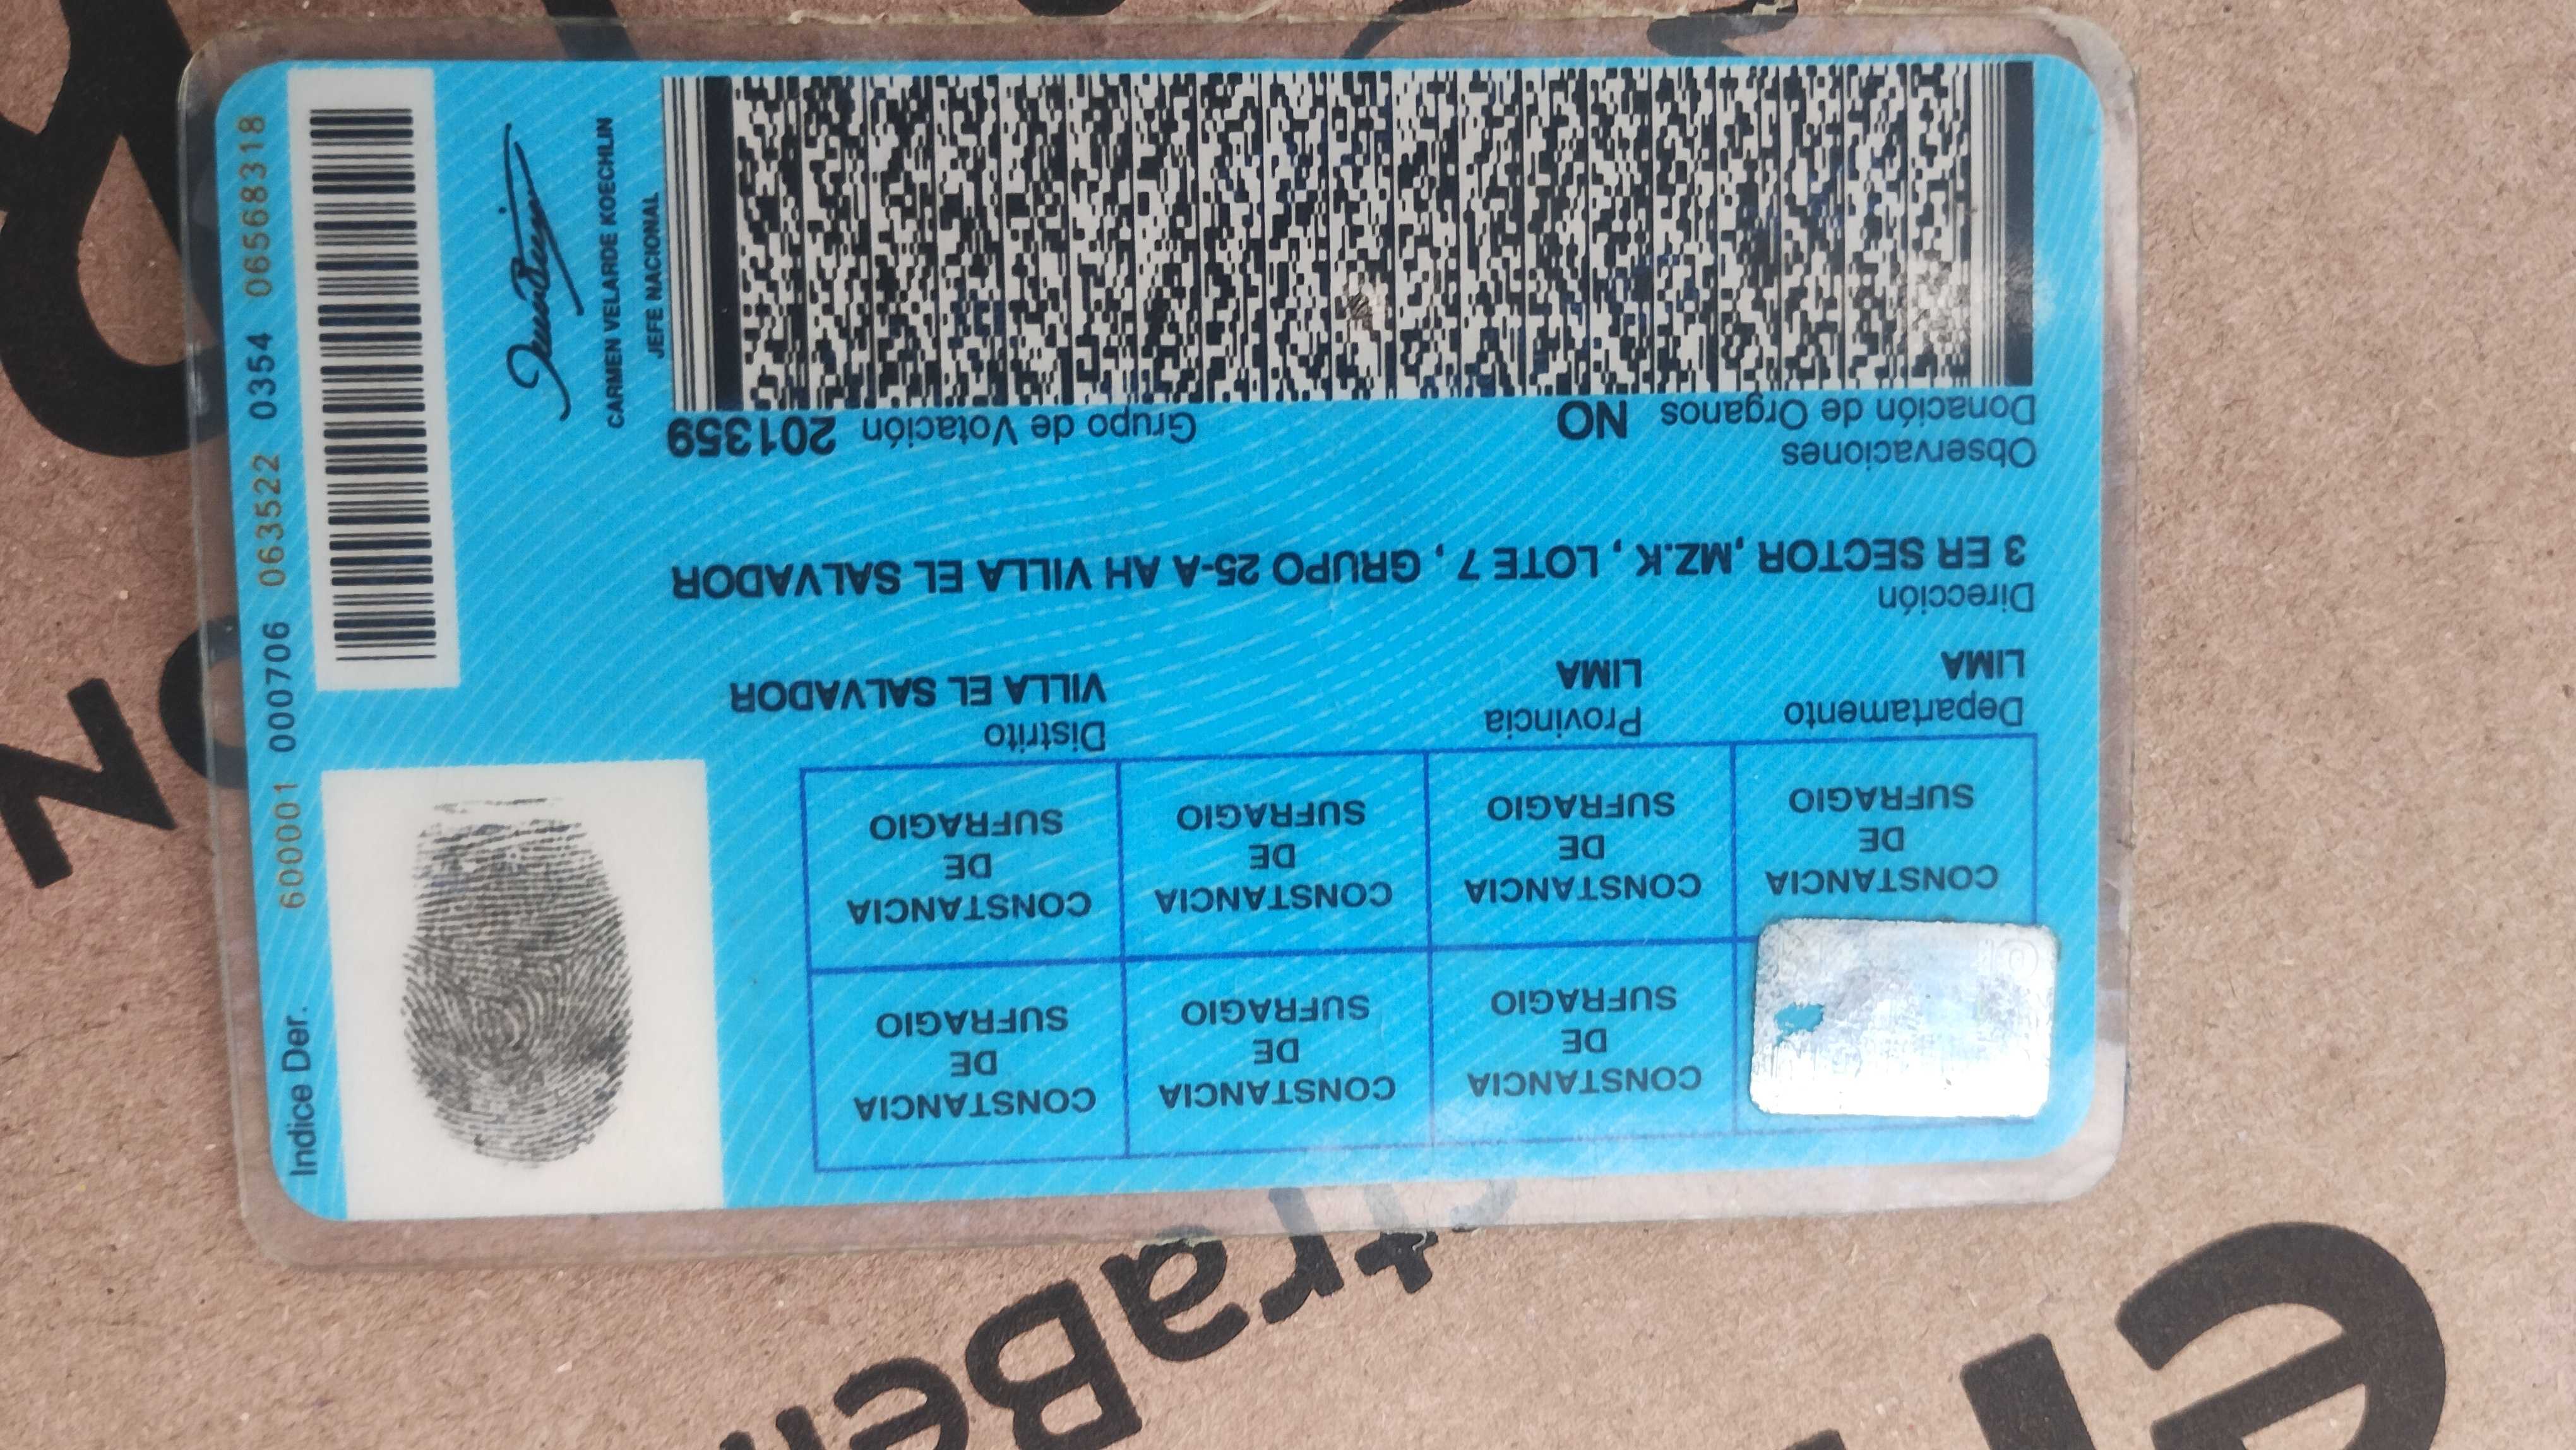 CONSTANCIA DE SUFRAGIO
CONSTANCIA DE SUFRAGIO
CONSTANCIA DE SUFRAGIO
CONSTANCIA DE SUFRAGIO
CONSTANCIA DE SUFRAGIO
CONSTANCIA DE SUFRAGIO
CONSTANCIA DE SUFRAGIO
Departamento
LIMA
Provincia
LIMA
Distrito
VILLA EL SALVADOR
Dirección
3 ER SECTOR ,MZ.K , LOTE 7 , GRUPO 25-A AH VILLA EL SALVADOR
Observaciones
Donación de Organos NO
Grupo de Votación 201359
Indice Der.
600001 000706 063522 0354 06568318
CARMEN VELARDE KOECHLIN
JEFE NACIONAL